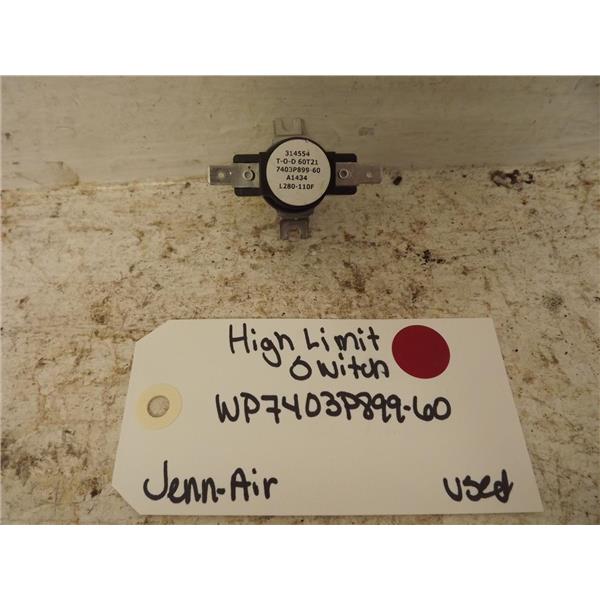 314554
T-O-D 60T21
7403P899-60
A1434
L280-110F
High Limit
Switch
WP7403P899-60
Jenn-Air
used